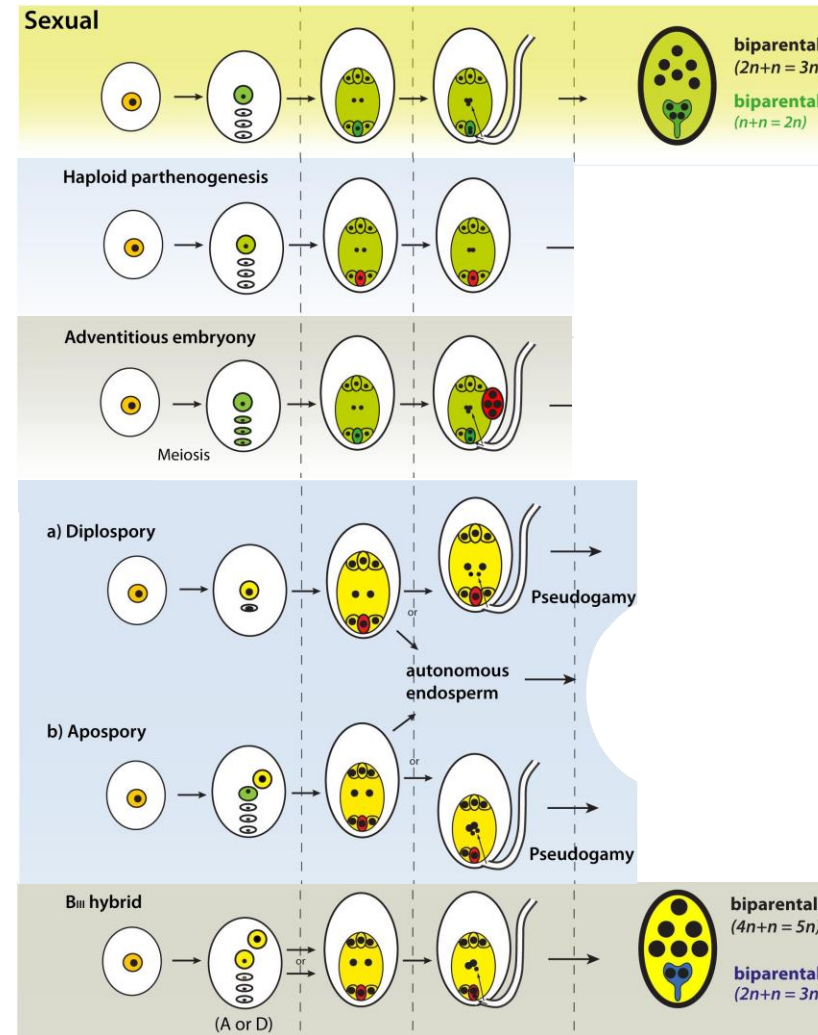 Sexual
biparental
(2n+n = 3n
biparental
(n+n = 2n)
Haploid parthenogenesis
Adventitious embryony
Meiosis
a) Diplospory
or
Pseudogamy
autonomous
endosperm
b) Apospory
or
Pseudogamy
BIII hybrid
or
(A or D)
biparental
(4n+n = 5n)
biparental
(2n+n = 3n